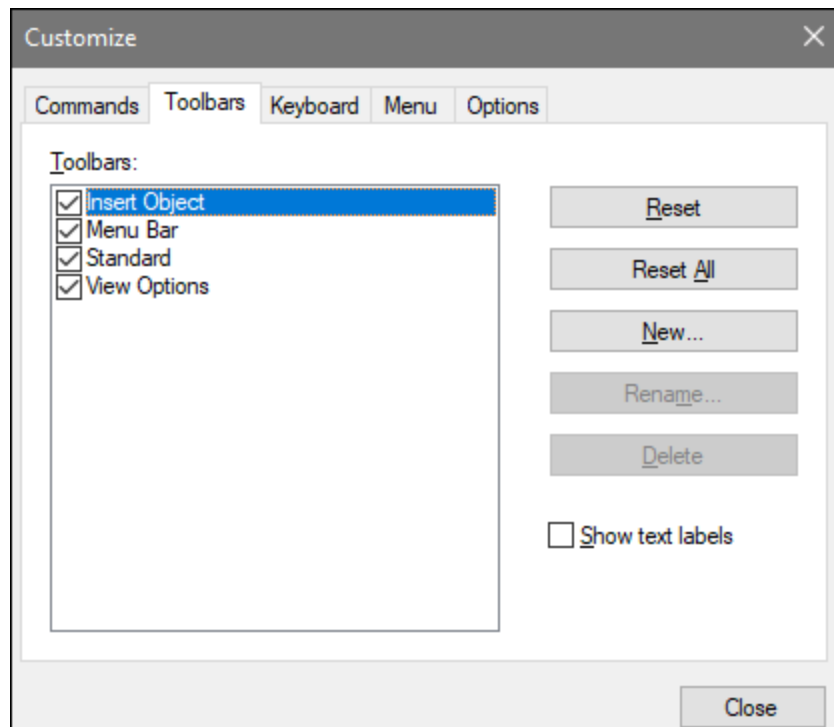 Customize
Commands Toolbars Keyboard Menu Options
Toolbars:
Insert Object
Menu Bar
Standard
View Options
Reset
Reset All
New...
Rename...
Delete
Show text labels
Close